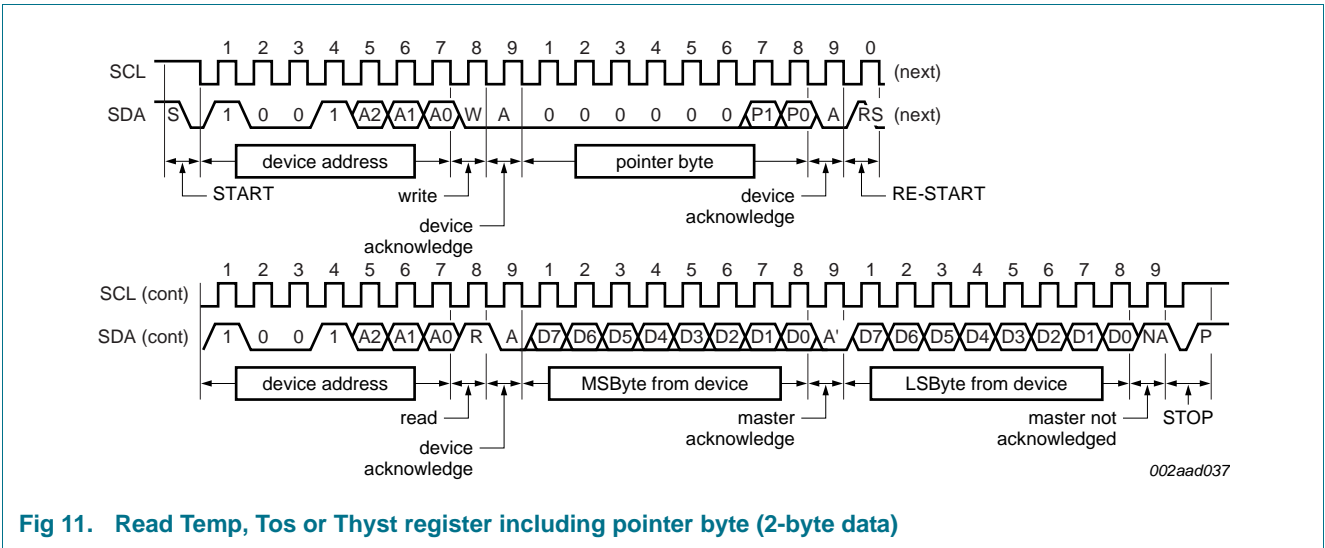 1 2 3 4 5 6 7 8 9 1 2 3 4 5 6 7 8 9 0
SCL (next)
SDA S 1 0 0 1 A2 A1 A0 W A 0 0 0 0 0 0 P1 P0 A RS (next)
device address pointer byte
START write device RE-START
device acknowledge
acknowledge
1 2 3 4 5 6 7 8 9 1 2 3 4 5 6 7 8 9 1 2 3 4 5 6 7 8 9
SCL (cont)
SDA (cont) 1 0 0 1 A2 A1 A0 R A D7 D6 D5 D4 D3 D2 D1 D0 A' D7 D6 D5 D4 D3 D2 D1 D0 NA P
device address MSByte from device LSByte from device
read master master not STOP
device acknowledge acknowledged
acknowledge
002aad037
Fig 11. Read Temp, Tos or Thyst register including pointer byte (2-byte data)